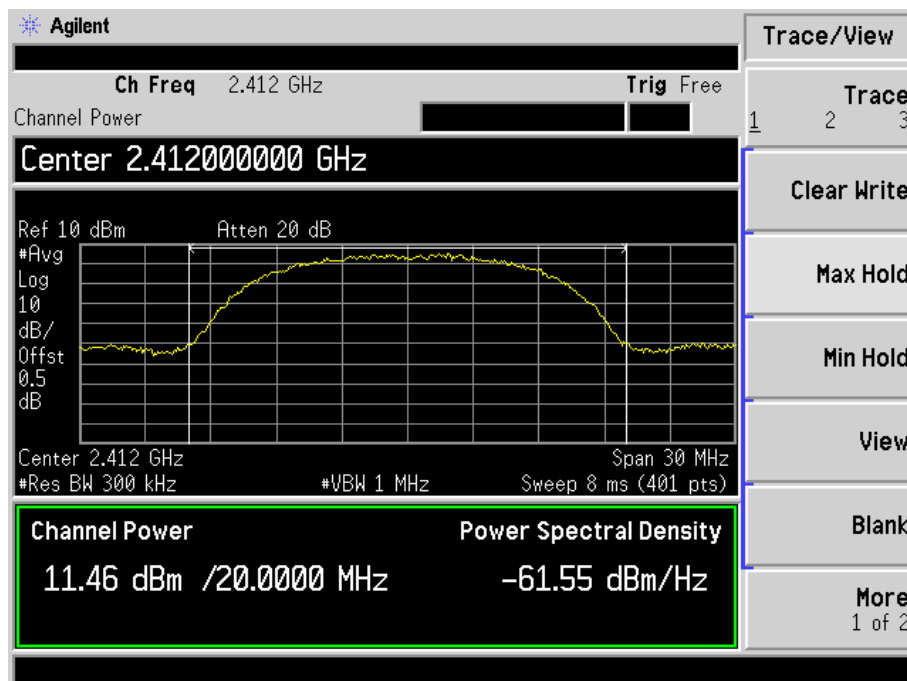 Agilent
Trace/View
Ch Freq 2.412 GHz Trig Free
Channel Power
Center 2.412000000 GHz
Ref 10 dBm Atten 20 dB
#Avg
Log
10
dB/
Offst
0.5
dB
Center 2.412 GHz Span 30 MHz
#Res BW 300 kHz #VBW 1 MHz Sweep 8 ms (401 pts)
Channel Power Power Spectral Density
11.46 dBm /20.0000 MHz -61.55 dBm/Hz
Trace
1 2 3
Clear Write
Max Hold
Min Hold
View
Blank
More
1 of 2